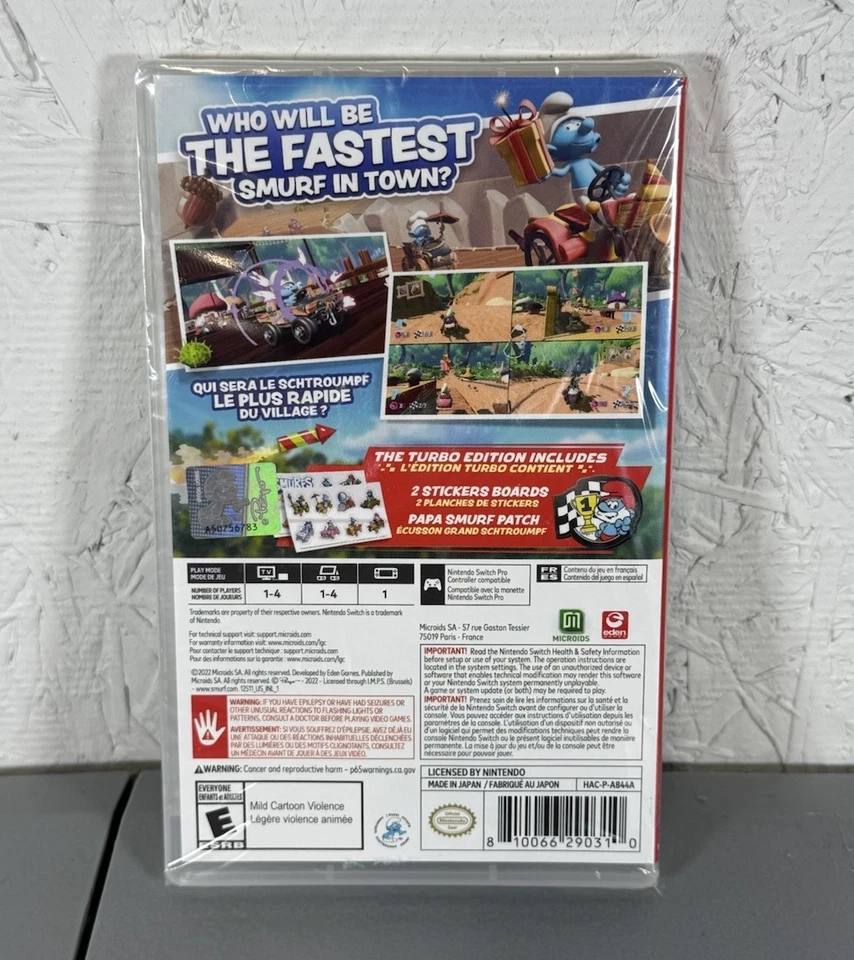 WHO WILL BE
THE FASTEST
SMURF IN TOWN?
QUI SERA LE SCHTROUMPF
LE PLUS RAPIDE
DU VILLAGE ?
THE TURBO EDITION INCLUDES
L'ÉDITION TURBO CONTIENT
2 STICKERS BOARDS
2 PLANCHES DE STICKERS
PAPA SMURF PATCH
ÉCUSSON GRAND SCHTROUMPF
1
A50756783
PLAY MODE
MODE DE JEU
TV
NUMBER OF PLAYERS
NOMBRE DE JOUEURS
1-4
1-4
1
Nintendo Switch Pro
Controller compatible
Compatible avec la manette
Nintendo Switch Pro
FR
ES
Contenu du jeu en français
Contenido del juego en español
Trademarks are property of their respective owners. Nintendo Switch is a trademark
of Nintendo.
For technical support visit: support.microids.com
For warranty information visit: www.microids.com/lgc
Pour contacter le support technique : support.microids.com
Pour des informations sur la garantie : www.microids.com/lgc
©2022 Microids SA. All rights reserved. Developed by Eden Games. Published by
Microids SA. All rights reserved. © Peyo - 2022 - Licensed through I.M.P.S. (Brussels)
- www.smurf.com 12511_US_INL_1
Microids SA - 57 rue Gaston Tessier
75019 Paris - France
MICROIDS
eden
IMPORTANT! Read the Nintendo Switch Health & Safety Information
before setup or use of your system. The operation instructions are
located in the system settings. The use of an unauthorized device or
software that enables technical modification may render this software
or your Nintendo Switch system permanently unplayable.
A game or system update (or both) may be required to play.
IMPORTANT! Prenez soin de lire les informations sur la santé et la
sécurité de la Nintendo Switch avant de configurer ou d'utiliser la
console. Vous pouvez accéder aux instructions d'utilisation depuis les
paramètres de la console. L'utilisation d'un dispositif non autorisé ou
d'un logiciel qui permet des modifications techniques peut rendre la
console Nintendo Switch ou le présent logiciel inutilisables de manière
permanente. La mise à jour du jeu et/ou de la console peut être
nécessaire pour pouvoir jouer.
WARNING: IF YOU HAVE EPILEPSY OR HAVE HAD SEIZURES OR
OTHER UNUSUAL REACTIONS TO FLASHING LIGHTS OR
PATTERNS, CONSULT A DOCTOR BEFORE PLAYING VIDEO GAMES.
AVERTISSEMENT: SI VOUS SOUFFREZ D'ÉPILEPSIE, AVEZ DÉJÀ EU
UNE ATTAQUE OU DES RÉACTIONS INHABITUELLES DÉCLENCHÉES
PAR DES LUMIÈRES OU DES MOTIFS CLIGNOTANTS, CONSULTEZ
UN MÉDECIN AVANT DE JOUER À DES JEUX VIDÉO.
WARNING: Cancer and reproductive harm - p65warnings.ca.gov
LICENSED BY NINTENDO
MADE IN JAPAN / FABRIQUÉ AU JAPON HAC-P-A844A
EVERYONE
ENFANTS et ADULTES
E
ESRB
Mild Cartoon Violence
Légère violence animée
Official
Nintendo
Seal
8 10066 29031 0